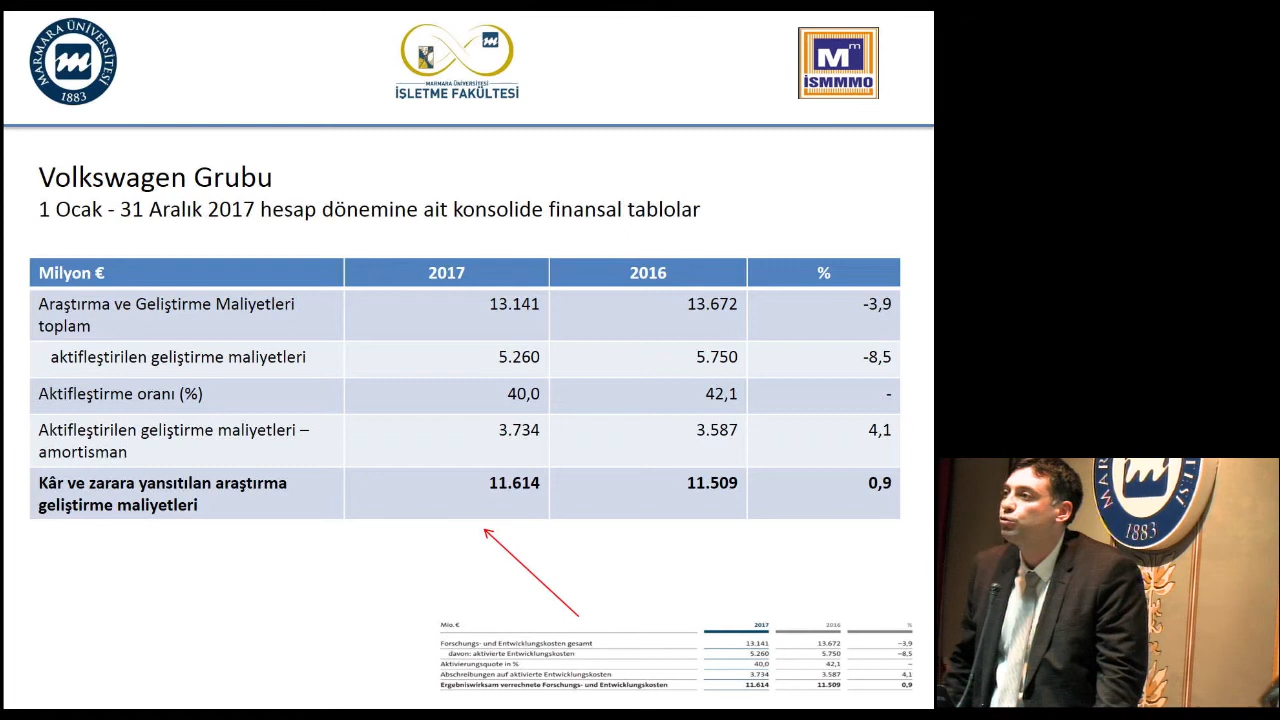 MARMARA ÜNİVERSİTESİ
1883
MARMARA ÜNİVERSİTESİ
İŞLETME FAKÜLTESİ
Mm
İSMMMO
Volkswagen Grubu
1 Ocak - 31 Aralık 2017 hesap dönemine ait konsolide finansal tablolar
Milyon € 2017 2016 %
Araştırma ve Geliştirme Maliyetleri
toplam 13.141 13.672 -3,9
aktifleştirilen geliştirme maliyetleri 5.260 5.750 -8,5
Aktifleştirme oranı (%) 40,0 42,1 -
Aktifleştirilen geliştirme maliyetleri –
amortisman 3.734 3.587 4,1
Kâr ve zarara yansıtılan araştırma
geliştirme maliyetleri 11.614 11.509 0,9
Mio. € 2017 2016 %
Forschungs- und Entwicklungskosten gesamt 13.141 13.672 –3,9
davon: aktivierte Entwicklungskosten 5.260 5.750 –8,5
Aktivierungsquote in % 40,0 42,1 –
Abschreibungen auf aktivierte Entwicklungskosten 3.734 3.587 4,1
Ergebniswirksam verrechnete Forschungs- und Entwicklungskosten 11.614 11.509 0,9
1883